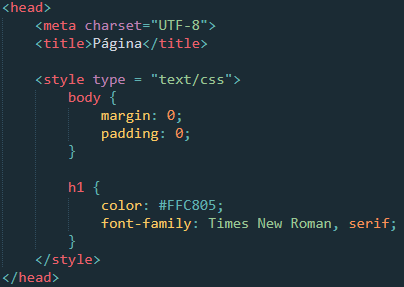 <head>
    <meta charset="UTF-8">
    <title>Página</title>

    <style type = "text/css">
        body {
            margin: 0;
            padding: 0;
        }

        h1 {
            color: #FFC805;
            font-family: Times New Roman, serif;
        }
    </style>
</head>